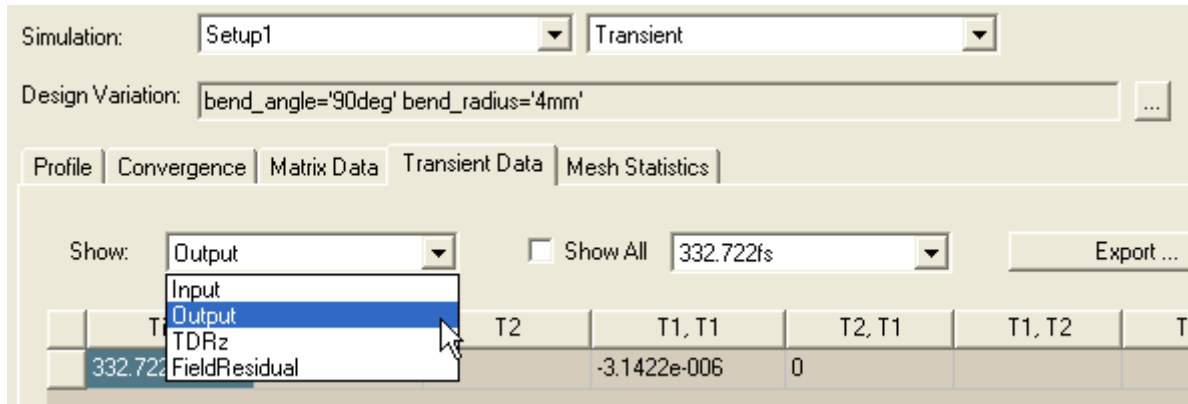 Simulation: Setup1 Transient
Design Variation: bend_angle='90deg' bend_radius='4mm' ...
Profile Convergence Matrix Data Transient Data Mesh Statistics
Show: Output Show All 332.722fs Export ...
Input
Output
TDRz
FieldResidual
T2 T1, T1 T2, T1 T1, T2
332.722 -3.1422e-006 0